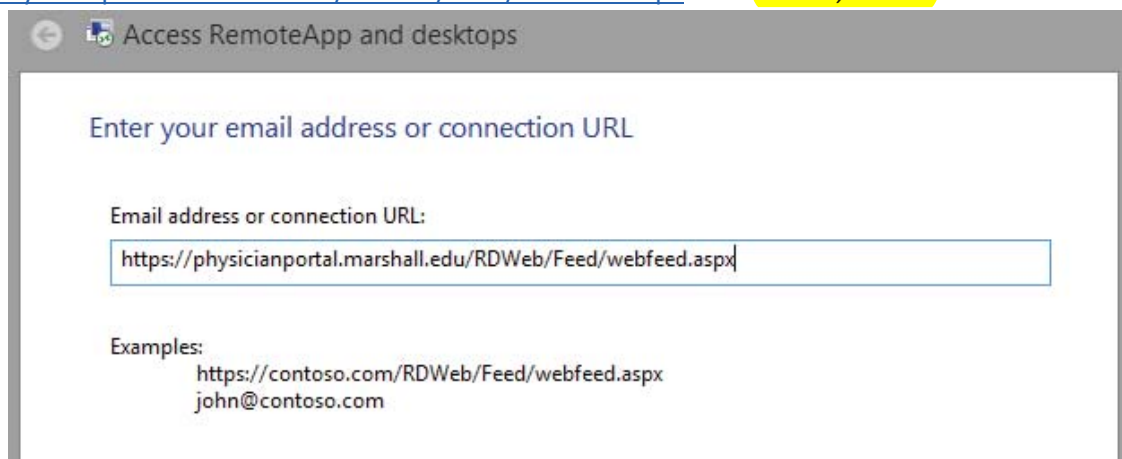 Access RemoteApp and desktops
Enter your email address or connection URL
Email address or connection URL:
https://physicianportal.marshall.edu/RDWeb/Feed/webfeed.aspx
Examples:
https://contoso.com/RDWeb/Feed/webfeed.aspx
john@contoso.com